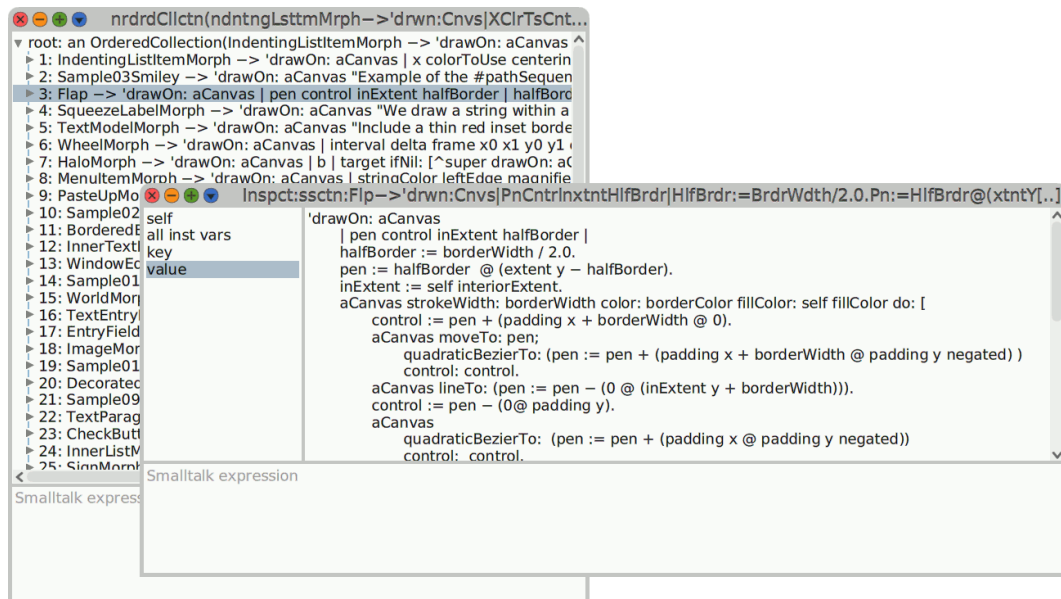 nrdrdCllctn(ndntngLsttmMrph−>'drwn:Cnvs|XClrTsCnt...
root: an OrderedCollection(IndentingListItemMorph −> 'drawOn: aCanvas
1: IndentingListItemMorph −> 'drawOn: aCanvas | x colorToUse centerin
2: Sample03Smiley −> 'drawOn: aCanvas "Example of the #pathSequen
3: Flap −> 'drawOn: aCanvas | pen control inExtent halfBorder | halfBord
4: SqueezeLabelMorph −> 'drawOn: aCanvas "We draw a string within a
5: TextModelMorph −> 'drawOn: aCanvas "Include a thin red inset borde
6: WheelMorph −> 'drawOn: aCanvas | interval delta frame x0 x1 y0 y1
7: HaloMorph −> 'drawOn: aCanvas | b | target ifNil: [^super drawOn: aC
8: MenuItemMorph −> 'drawOn: aCanvas | stringColor leftEdge magnifie
9: PasteUpMo
10: Sample02
11: BorderedB
12: InnerTextM
13: WindowEd
14: Sample01
15: WorldMorp
16: TextEntry
17: EntryField
18: ImageMor
19: Sample01
20: Decorated
21: Sample09
22: TextParag
23: CheckButt
24: InnerListM
25: SignMorph
Smalltalk express
Inspct:ssctn:Flp−>'drwn:Cnvs|PnCntrlnxtntHlfBrdr|HlfBrdr:=BrdrWdth/2.0.Pn:=HlfBrdr@(xtntY[..]
self
all inst vars
key
value
'drawOn: aCanvas
| pen control inExtent halfBorder |
halfBorder := borderWidth / 2.0.
pen := halfBorder @ (extent y − halfBorder).
inExtent := self interiorExtent.
aCanvas strokeWidth: borderWidth color: borderColor fillColor: self fillColor do: [
control := pen + (padding x + borderWidth @ 0).
aCanvas moveTo: pen;
quadraticBezierTo: (pen := pen + (padding x + borderWidth @ padding y negated) )
control: control.
aCanvas lineTo: (pen := pen − (0 @ (inExtent y + borderWidth))).
control := pen − (0@ padding y).
aCanvas
quadraticBezierTo: (pen := pen + (padding x @ padding y negated))
control: control.
Smalltalk expression